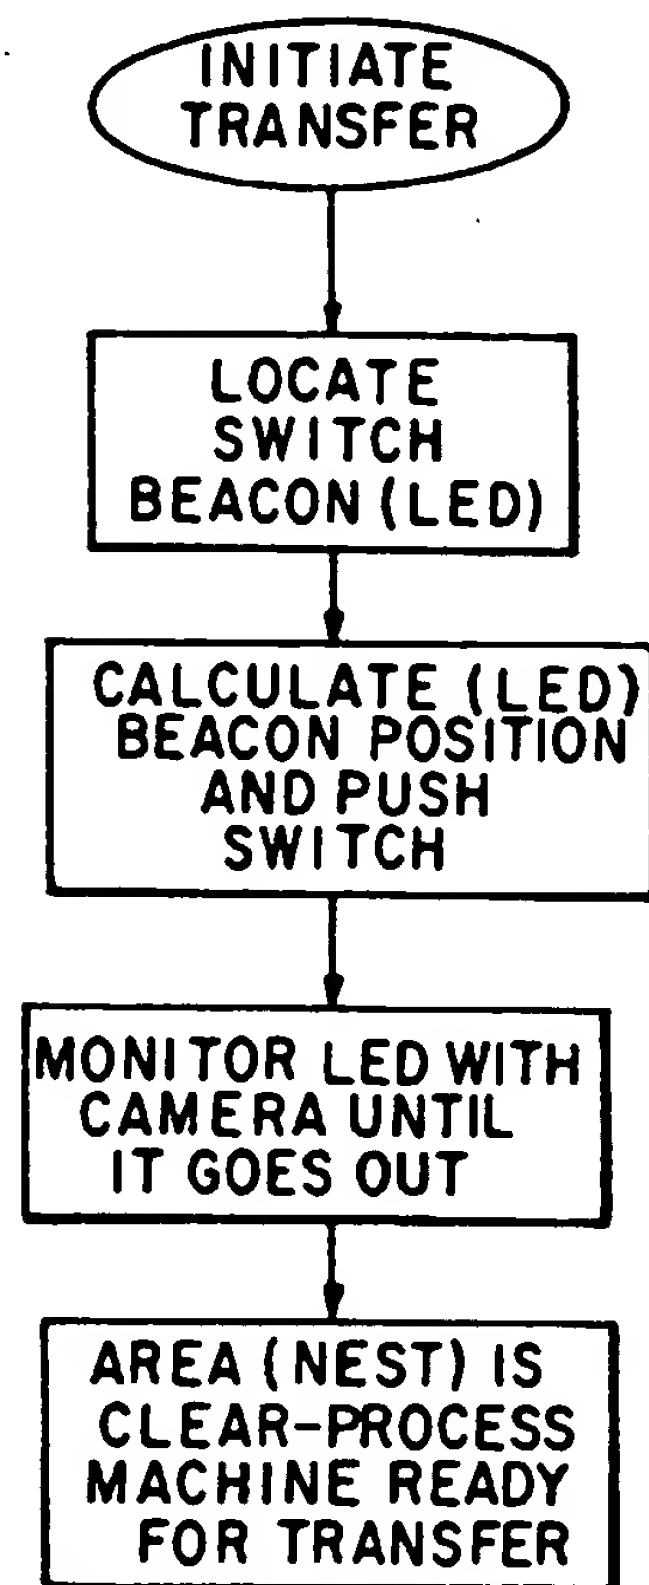 INITIATE
TRANSFER
LOCATE
SWITCH
BEACON (LED)
CALCULATE (LED)
BEACON POSITION
AND PUSH
SWITCH
MONITOR LED WITH
CAMERA UNTIL
IT GOES OUT
AREA (NEST) IS
CLEAR-PROCESS
MACHINE READY
FOR TRANSFER